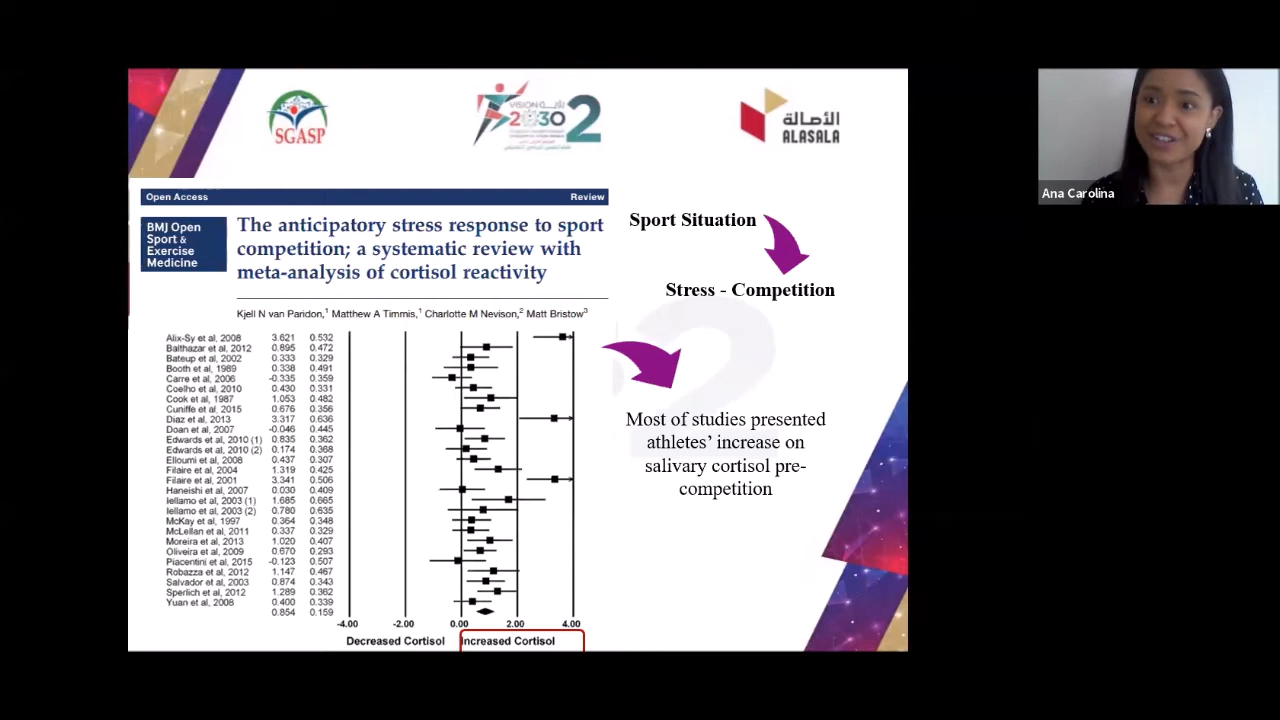 SGASP
VISION رؤية
2030
2
الأصالة
ALASALA
Ana Carolina
Open Access Review
BMJ Open
Sport &
Exercise
Medicine
The anticipatory stress response to sport
competition; a systematic review with
meta-analysis of cortisol reactivity
Kjell N van Paridon,1 Matthew A Timmis,1 Charlotte M Nevison,2 Matt Bristow3
Alix-Sy et al, 2008 3.621 0.532
Balthazar et al, 2012 0.895 0.472
Bateup et al, 2002 0.333 0.329
Booth et al, 1989 0.338 0.491
Carre et al, 2006 -0.335 0.359
Coelho et al, 2010 0.430 0.331
Cook et al, 1987 1.053 0.482
Cuniffe et al, 2015 0.676 0.356
Diaz et al, 2013 3.317 0.636
Doan et al, 2007 -0.046 0.445
Edwards et al, 2010 (1) 0.835 0.362
Edwards et al, 2010 (2) 0.174 0.368
Elloumi et al, 2008 0.437 0.307
Filaire et al, 2004 1.319 0.425
Filaire et al, 2001 3.341 0.506
Haneishi et al, 2007 0.030 0.409
Iellamo et al, 2003 (1) 1.685 0.665
Iellamo et al, 2003 (2) 0.780 0.635
McKay et al, 1997 0.364 0.348
McLellan et al, 2011 0.337 0.329
Moreira et al, 2013 1.020 0.407
Oliveira et al, 2009 0.670 0.293
Piacentini et al, 2015 -0.123 0.507
Robazza et al, 2012 1.147 0.467
Salvador et al, 2003 0.874 0.343
Sperlich et al, 2012 1.289 0.362
Yuan et al, 2008 0.400 0.339
0.854 0.159
-4.00 -2.00 0.00 2.00 4.00
Decreased Cortisol Increased Cortisol
Sport Situation
Stress - Competition
Most of studies presented
athletes' increase on
salivary cortisol pre-
competition